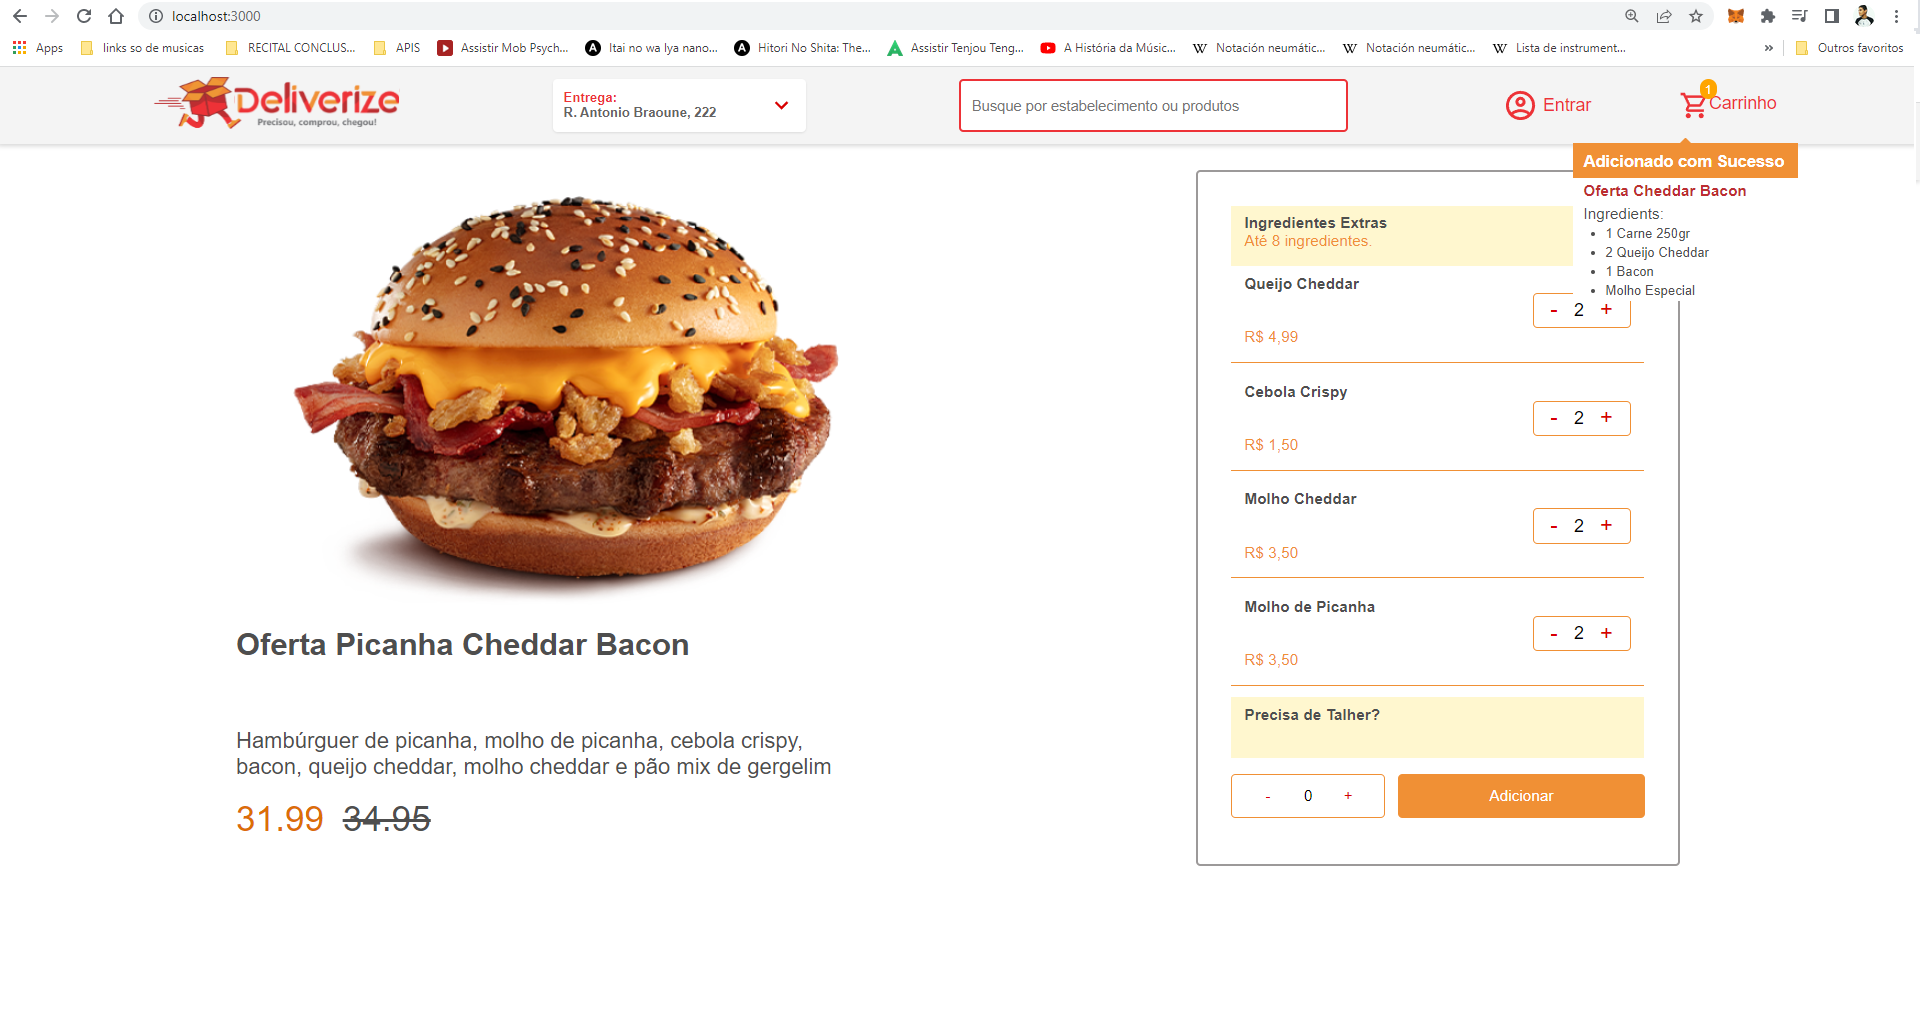 localhost:3000
Apps
links so de musicas
RECITAL CONCLUS...
APIS
Assistir Mob Psych...
Itai no wa Iya nano...
Hitori No Shita: The...
Assistir Tenjou Teng...
A História da Músic...
Notación neumátic...
Notación neumátic...
Lista de instrument...
»
Outros favoritos
Deliverize
Precisou, comprou, chegou!
Entrega:
R. Antonio Braoune, 222
Busque por estabelecimento ou produtos
Entrar
1
Carrinho
Adicionado com Sucesso
Oferta Cheddar Bacon
Ingredients:
• 1 Carne 250gr
• 2 Queijo Cheddar
• 1 Bacon
• Molho Especial
Oferta Picanha Cheddar Bacon
Hambúrguer de picanha, molho de picanha, cebola crispy,
bacon, queijo cheddar, molho cheddar e pão mix de gergelim
31.99 34.95
Ingredientes Extras
Até 8 ingredientes.
Queijo Cheddar
- 2 +
R$ 4,99
Cebola Crispy
- 2 +
R$ 1,50
Molho Cheddar
- 2 +
R$ 3,50
Molho de Picanha
- 2 +
R$ 3,50
Precisa de Talher?
- 0 +
Adicionar